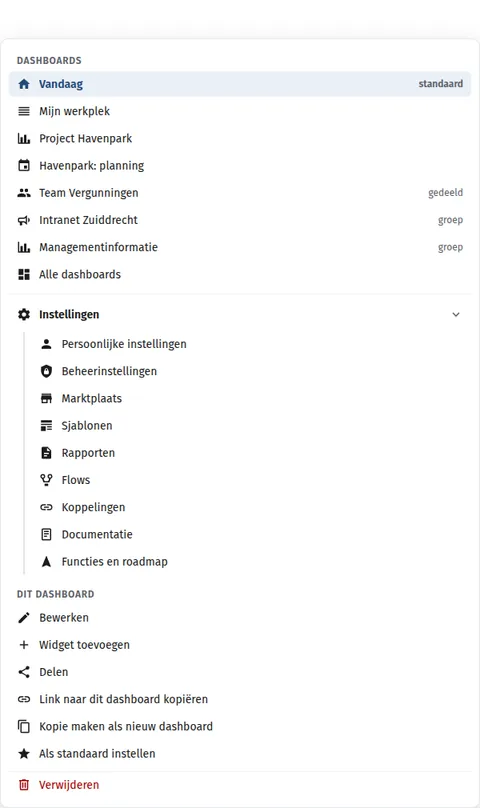 DASHBOARDS
Vandaag standaard
Mijn werkplek
Project Havenpark
Havenpark: planning
Team Vergunningen gedeeld
Intranet Zuiddrecht groep
Managementinformatie groep
Alle dashboards
Instellingen
Persoonlijke instellingen
Beheerinstellingen
Marktplaats
Sjablonen
Rapporten
Flows
Koppelingen
Documentatie
Functies en roadmap
DIT DASHBOARD
Bewerken
Widget toevoegen
Delen
Link naar dit dashboard kopiëren
Kopie maken als nieuw dashboard
Als standaard instellen
Verwijderen